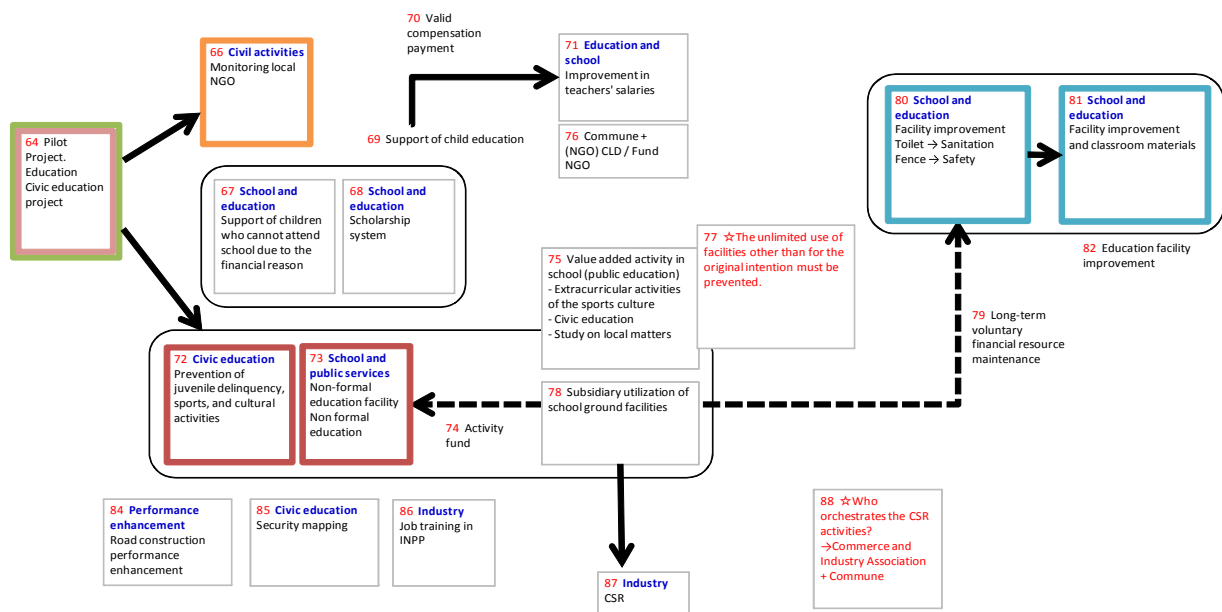 64 Pilot
Project.
Education
Civic education
project
66 Civil activities
Monitoring local
NGO
70 Valid
compensation
payment
69 Support of child education
71 Education and
school
Improvement in
teachers' salaries
76 Commune +
(NGO) CLD / Fund
NGO
67 School and
education
Support of children
who cannot attend
school due to the
financial reason
68 School and
education
Scholarship
system
80 School and
education
Facility improvement
Toilet → Sanitation
Fence → Safety
81 School and
education
Facility improvement
and classroom materials
82 Education facility
improvement
75 Value added activity in
school (public education)
- Extracurricular activities
of the sports culture
- Civic education
- Study on local matters
77 ☆The unlimited use of
facilities other than for the
original intention must be
prevented.
79 Long-term
voluntary
financial resource
maintenance
72 Civic education
Prevention of
juvenile delinquency,
sports, and cultural
activities
73 School and
public services
Non-formal
education facility
Non formal
education
74 Activity
fund
78 Subsidiary utilization of
school ground facilities
84 Performance
enhancement
Road construction
performance
enhancement
85 Civic education
Security mapping
86 Industry
Job training in
INPP
87 Industry
CSR
88 ☆Who
orchestrates the CSR
activities?
→Commerce and
Industry Association
+ Commune